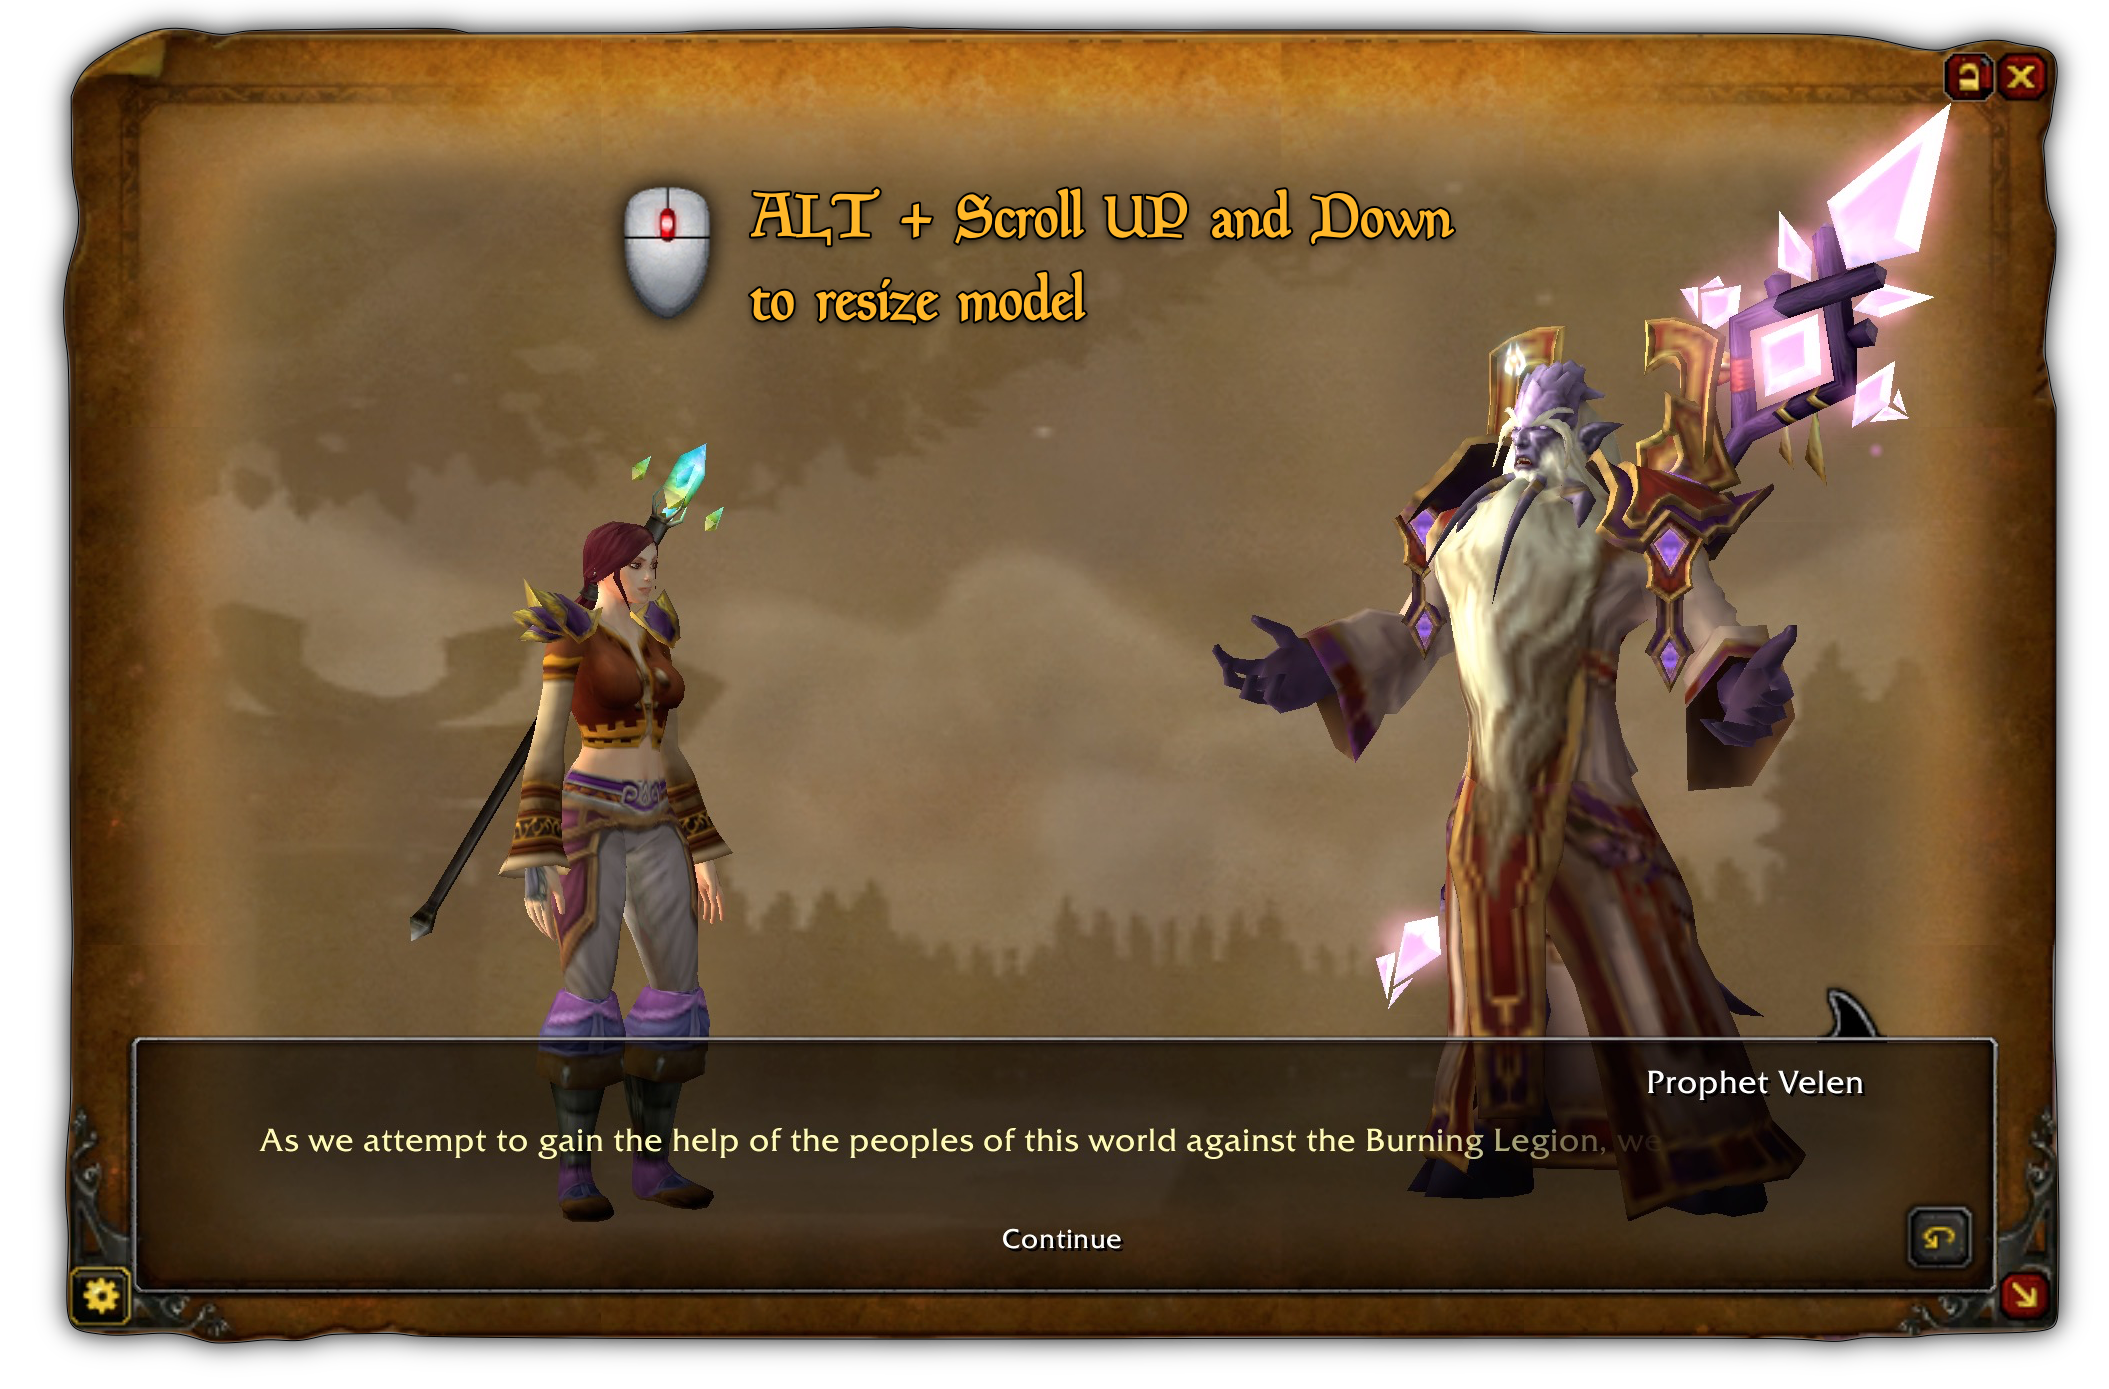 ALT + Scroll UP and Down
to resize model
Prophet Velen
As we attempt to gain the help of the peoples of this world against the Burning Legion, we
Continue